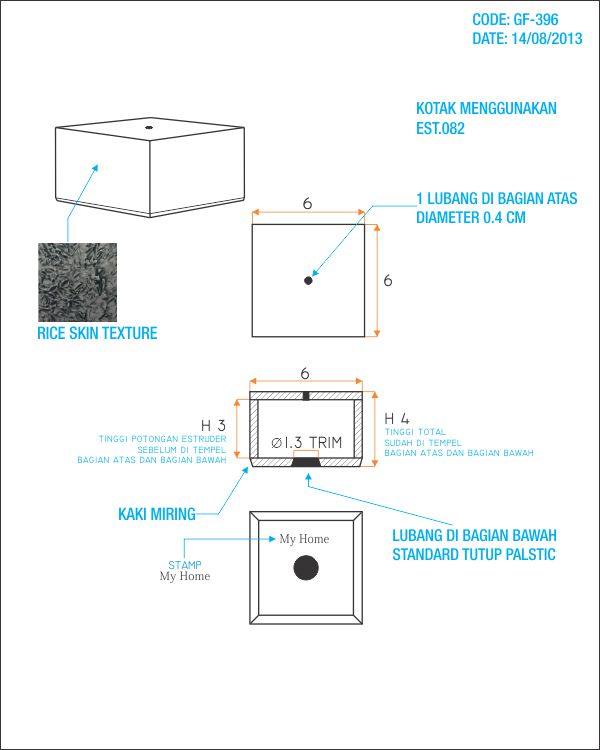 CODE: GF-396
DATE: 14/08/2013
KOTAK MENGGUNAKAN
EST.082
1 LUBANG DI BAGIAN ATAS
DIAMETER 0.4 CM
6
6
RICE SKIN TEXTURE
6
H 3
TINGGI POTONGAN ESTRUDER
SEBELUM DI TEMPEL
BAGIAN ATAS DAN BAGIAN BAWAH
Ø1.3 TRIM
H 4
TINGGI TOTAL
SUDAH DI TEMPEL
BAGIAN ATAS DAN BAGIAN BAWAH
KAKI MIRING
LUBANG DI BAGIAN BAWAH
STANDARD TUTUP PALSTIC
My Home
STAMP
My Home